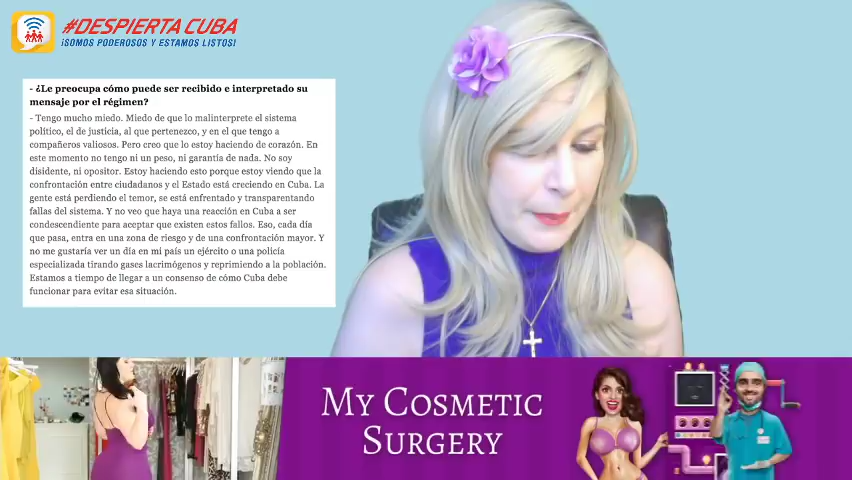 #DESPIERTA CUBA
¡SOMOS PODEROSOS Y ESTAMOS LISTOS!
- ¿Le preocupa cómo puede ser recibido e interpretado su
mensaje por el régimen?
- Tengo mucho miedo. Miedo de que lo malinterprete el sistema
político, el de justicia, al que pertenezco, y en el que tengo a
compañeros valiosos. Pero creo que lo estoy haciendo de corazón. En
este momento no tengo ni un peso, ni garantía de nada. No soy
disidente, ni opositor. Estoy haciendo esto porque estoy viendo que la
confrontación entre ciudadanos y el Estado está creciendo en Cuba. La
gente está perdiendo el temor, se está enfrentado y transparentando
fallas del sistema. Y no veo que haya una reacción en Cuba a ser
condescendiente para aceptar que existen estos fallos. Eso, cada día
que pasa, entra en una zona de riesgo y de una confrontación mayor. Y
no me gustaría ver un día en mi país un ejército o una policía
especializada tirando gases lacrimógenos y reprimiendo a la población.
Estamos a tiempo de llegar a un consenso de cómo Cuba debe
funcionar para evitar esa situación.
MY COSMETIC
SURGERY